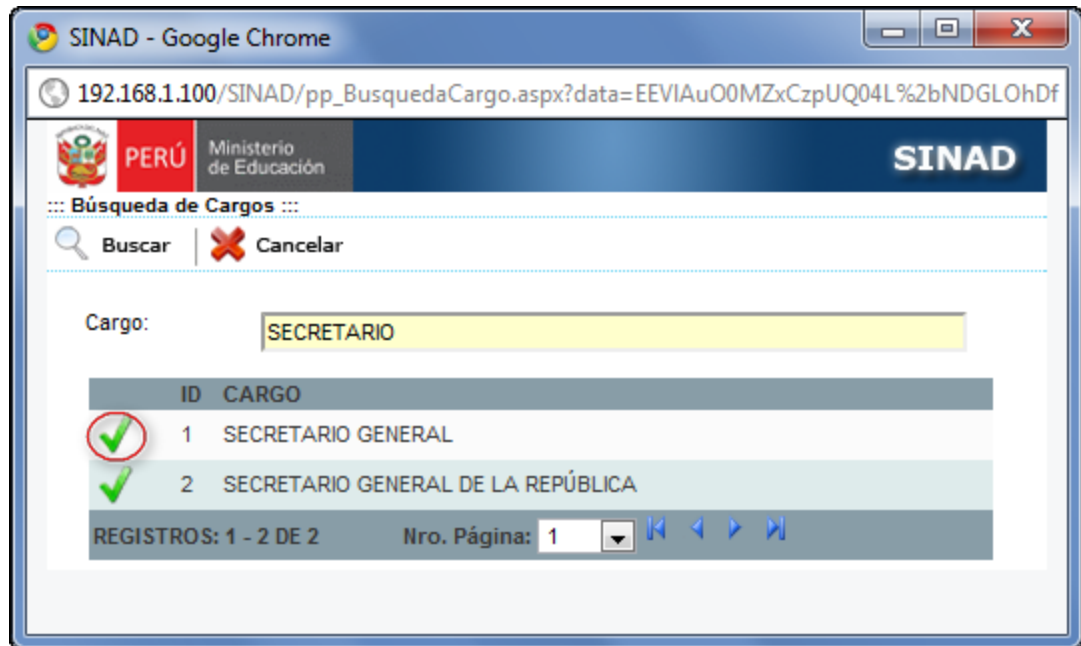 SINAD - Google Chrome
192.168.1.100/SINAD/pp_BusquedaCargo.aspx?data=EEVIAuO0MZxCzpUQ04L%2bNDGLOhDf
PERÚ
Ministerio
de Educación
SINAD
::: Búsqueda de Cargos :::
Buscar Cancelar
Cargo: SECRETARIO
ID CARGO
1 SECRETARIO GENERAL
2 SECRETARIO GENERAL DE LA REPÚBLICA
REGISTROS: 1 - 2 DE 2 Nro. Página: 1